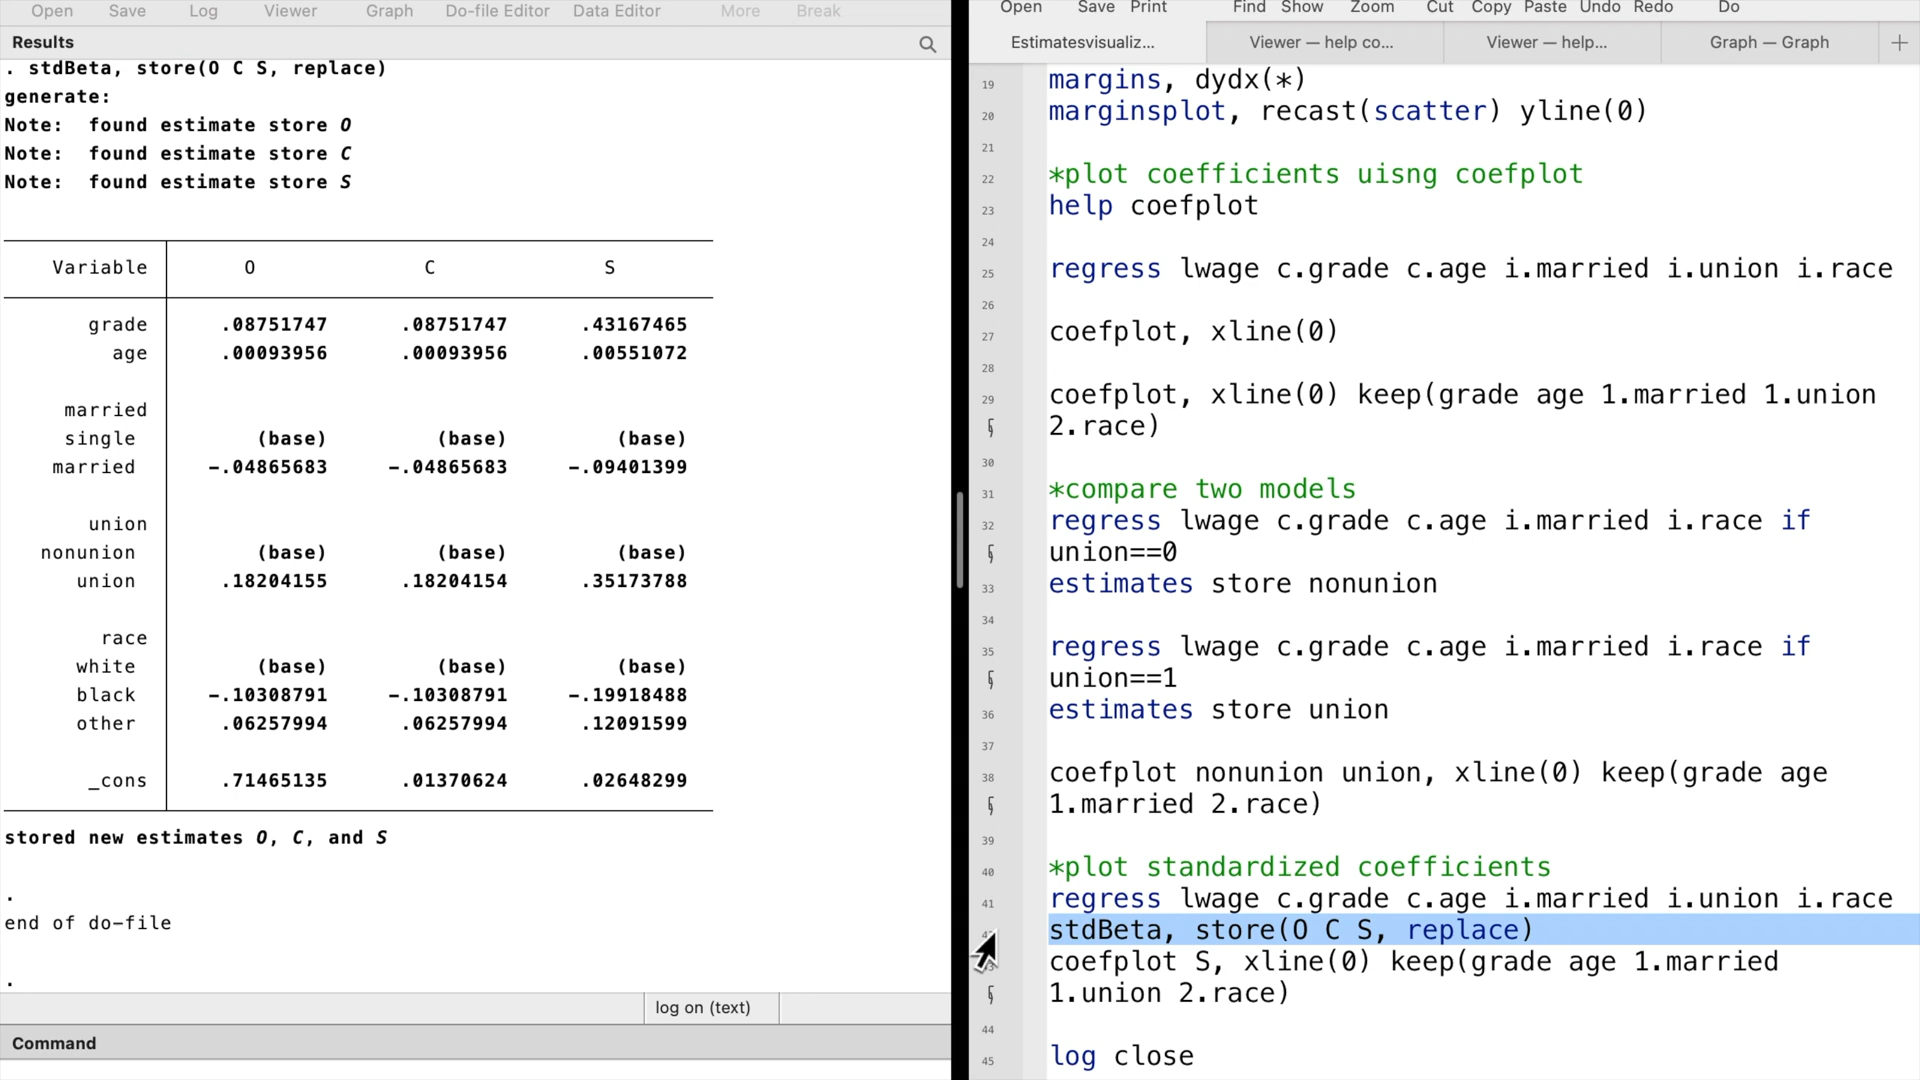 Open Save Log Viewer Graph Do-file Editor Data Editor More Break
Results
. stdBeta, store(O C S, replace)
generate:
Note: found estimate store O
Note: found estimate store C
Note: found estimate store S
Variable O C S
grade .08751747 .08751747 .43167465
age .00093956 .00093956 .00551072
married
single (base) (base) (base)
married -.04865683 -.04865683 -.09401399
union
nonunion (base) (base) (base)
union .18204155 .18204154 .35173788
race
white (base) (base) (base)
black -.10308791 -.10308791 -.19918488
other .06257994 .06257994 .12091599
_cons .71465135 .01370624 .02648299
stored new estimates O, C, and S
.
end of do-file
.
log on (text)
Command
Open Save Print Find Show Zoom Cut Copy Paste Undo Redo Do
Estimatesvisualiz... Viewer — help co... Viewer — help... Graph — Graph
19 margins, dydx(*)
20 marginsplot, recast(scatter) yline(0)
21
22 *plot coefficients uisng coefplot
23 help coefplot
24
25 regress lwage c.grade c.age i.married i.union i.race
26
27 coefplot, xline(0)
28
29 coefplot, xline(0) keep(grade age 1.married 1.union
2.race)
30
31 *compare two models
32 regress lwage c.grade c.age i.married i.race if
union==0
33 estimates store nonunion
34
35 regress lwage c.grade c.age i.married i.race if
union==1
36 estimates store union
37
38 coefplot nonunion union, xline(0) keep(grade age
1.married 2.race)
39
40 *plot standardized coefficients
41 regress lwage c.grade c.age i.married i.union i.race
stdBeta, store(O C S, replace)
coefplot S, xline(0) keep(grade age 1.married
1.union 2.race)
44
45 log close